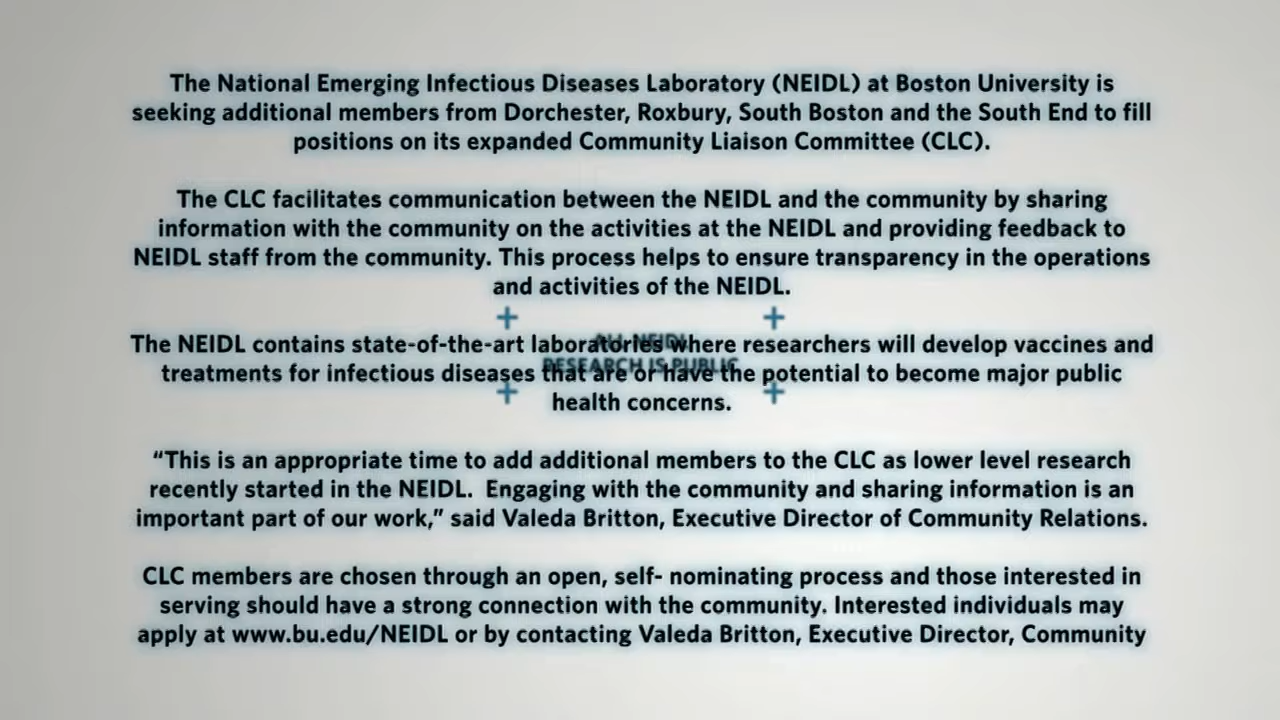 The National Emerging Infectious Diseases Laboratory (NEIDL) at Boston University is
seeking additional members from Dorchester, Roxbury, South Boston and the South End to fill
positions on its expanded Community Liaison Committee (CLC).
The CLC facilitates communication between the NEIDL and the community by sharing
information with the community on the activities at the NEIDL and providing feedback to
NEIDL staff from the community. This process helps to ensure transparency in the operations
and activities of the NEIDL.
The NEIDL contains state-of-the-art laboratories where researchers will develop vaccines and
ALL NEIDL
RESEARCH IS PUBLIC
treatments for infectious diseases that are or have the potential to become major public
health concerns.
“This is an appropriate time to add additional members to the CLC as lower level research
recently started in the NEIDL.  Engaging with the community and sharing information is an
important part of our work,” said Valeda Britton, Executive Director of Community Relations.
CLC members are chosen through an open, self- nominating process and those interested in
serving should have a strong connection with the community. Interested individuals may
apply at www.bu.edu/NEIDL or by contacting Valeda Britton, Executive Director, Community